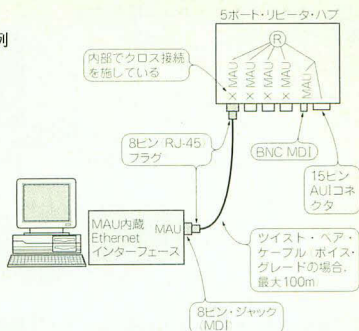 例
5ポート・リピータ・ハブ
R
内部でクロス接続
を施している
MAU
MAU
MAU
MAU
MAU
8ピン RJ-45
プラグ
BNC MDI
15ピン
AUIコネ
クタ
MAU内蔵
Ethernet
インターフェース
MAU
ツイスト・ペア・
ケーブル ボイス・
グレードの場合,
最大100m
8ピン・ジャック
(MDI)